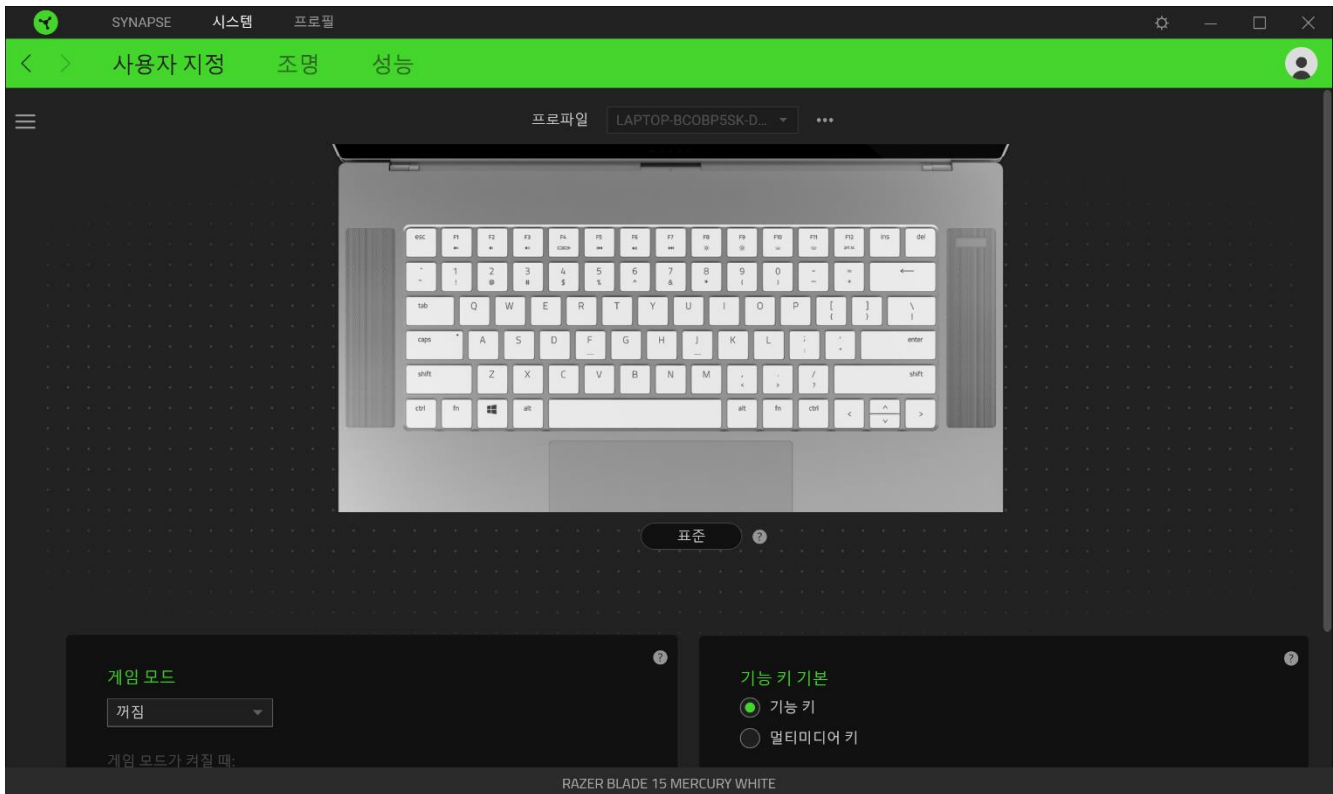 SYNAPSE 시스템 프로필
사용자 지정 조명 성능
프로파일 LAPTOP-BCOBP5SK-D... •••
esc F1 F2 F3 F4 F5 F6 F7 F8 F9 F10 F11 F12 ins del
1 2 3 4 5 6 7 8 9 0 - =
! @ # $ % ^ & * ( ) +
tab Q W E R T Y U I O P [ ] \
{ } |
caps A S D F G H J K L ; ' enter
shift Z X C V B N M , . / shift
< > ?
ctrl fn alt alt fn ctrl < ^ >
표준 ?
게임 모드 ?
꺼짐
게임 모드가 켜질 때:
기능 키 기본 ?
기능 키
멀티미디어 키
RAZER BLADE 15 MERCURY WHITE